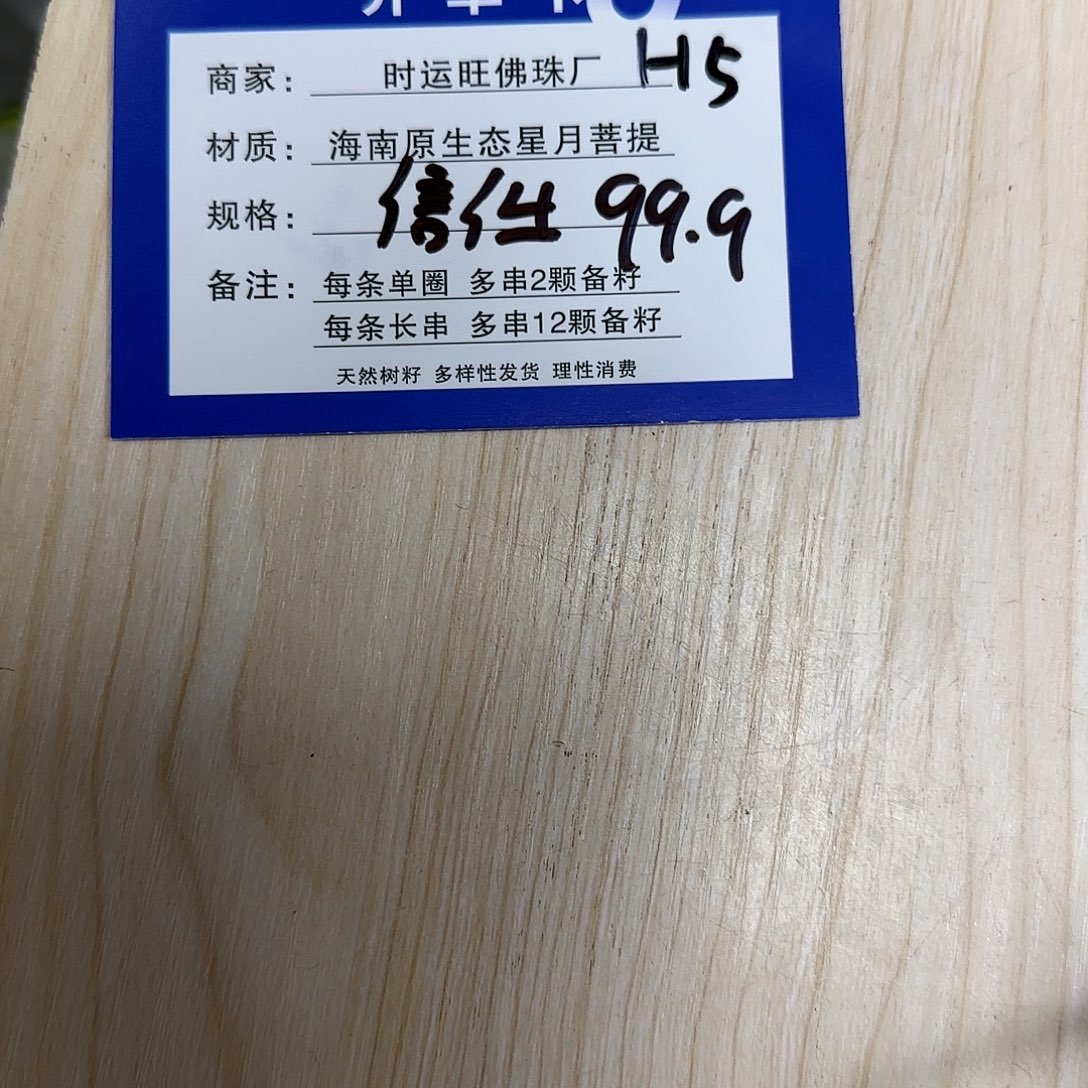 商家： 时运旺佛珠厂 H5
材质： 海南原生态星月菩提
规格： 信仕 99.9
备注： 每条单圈 多串2颗备籽
每条长串 多串12颗备籽
天然树籽 多样性发货 理性消费